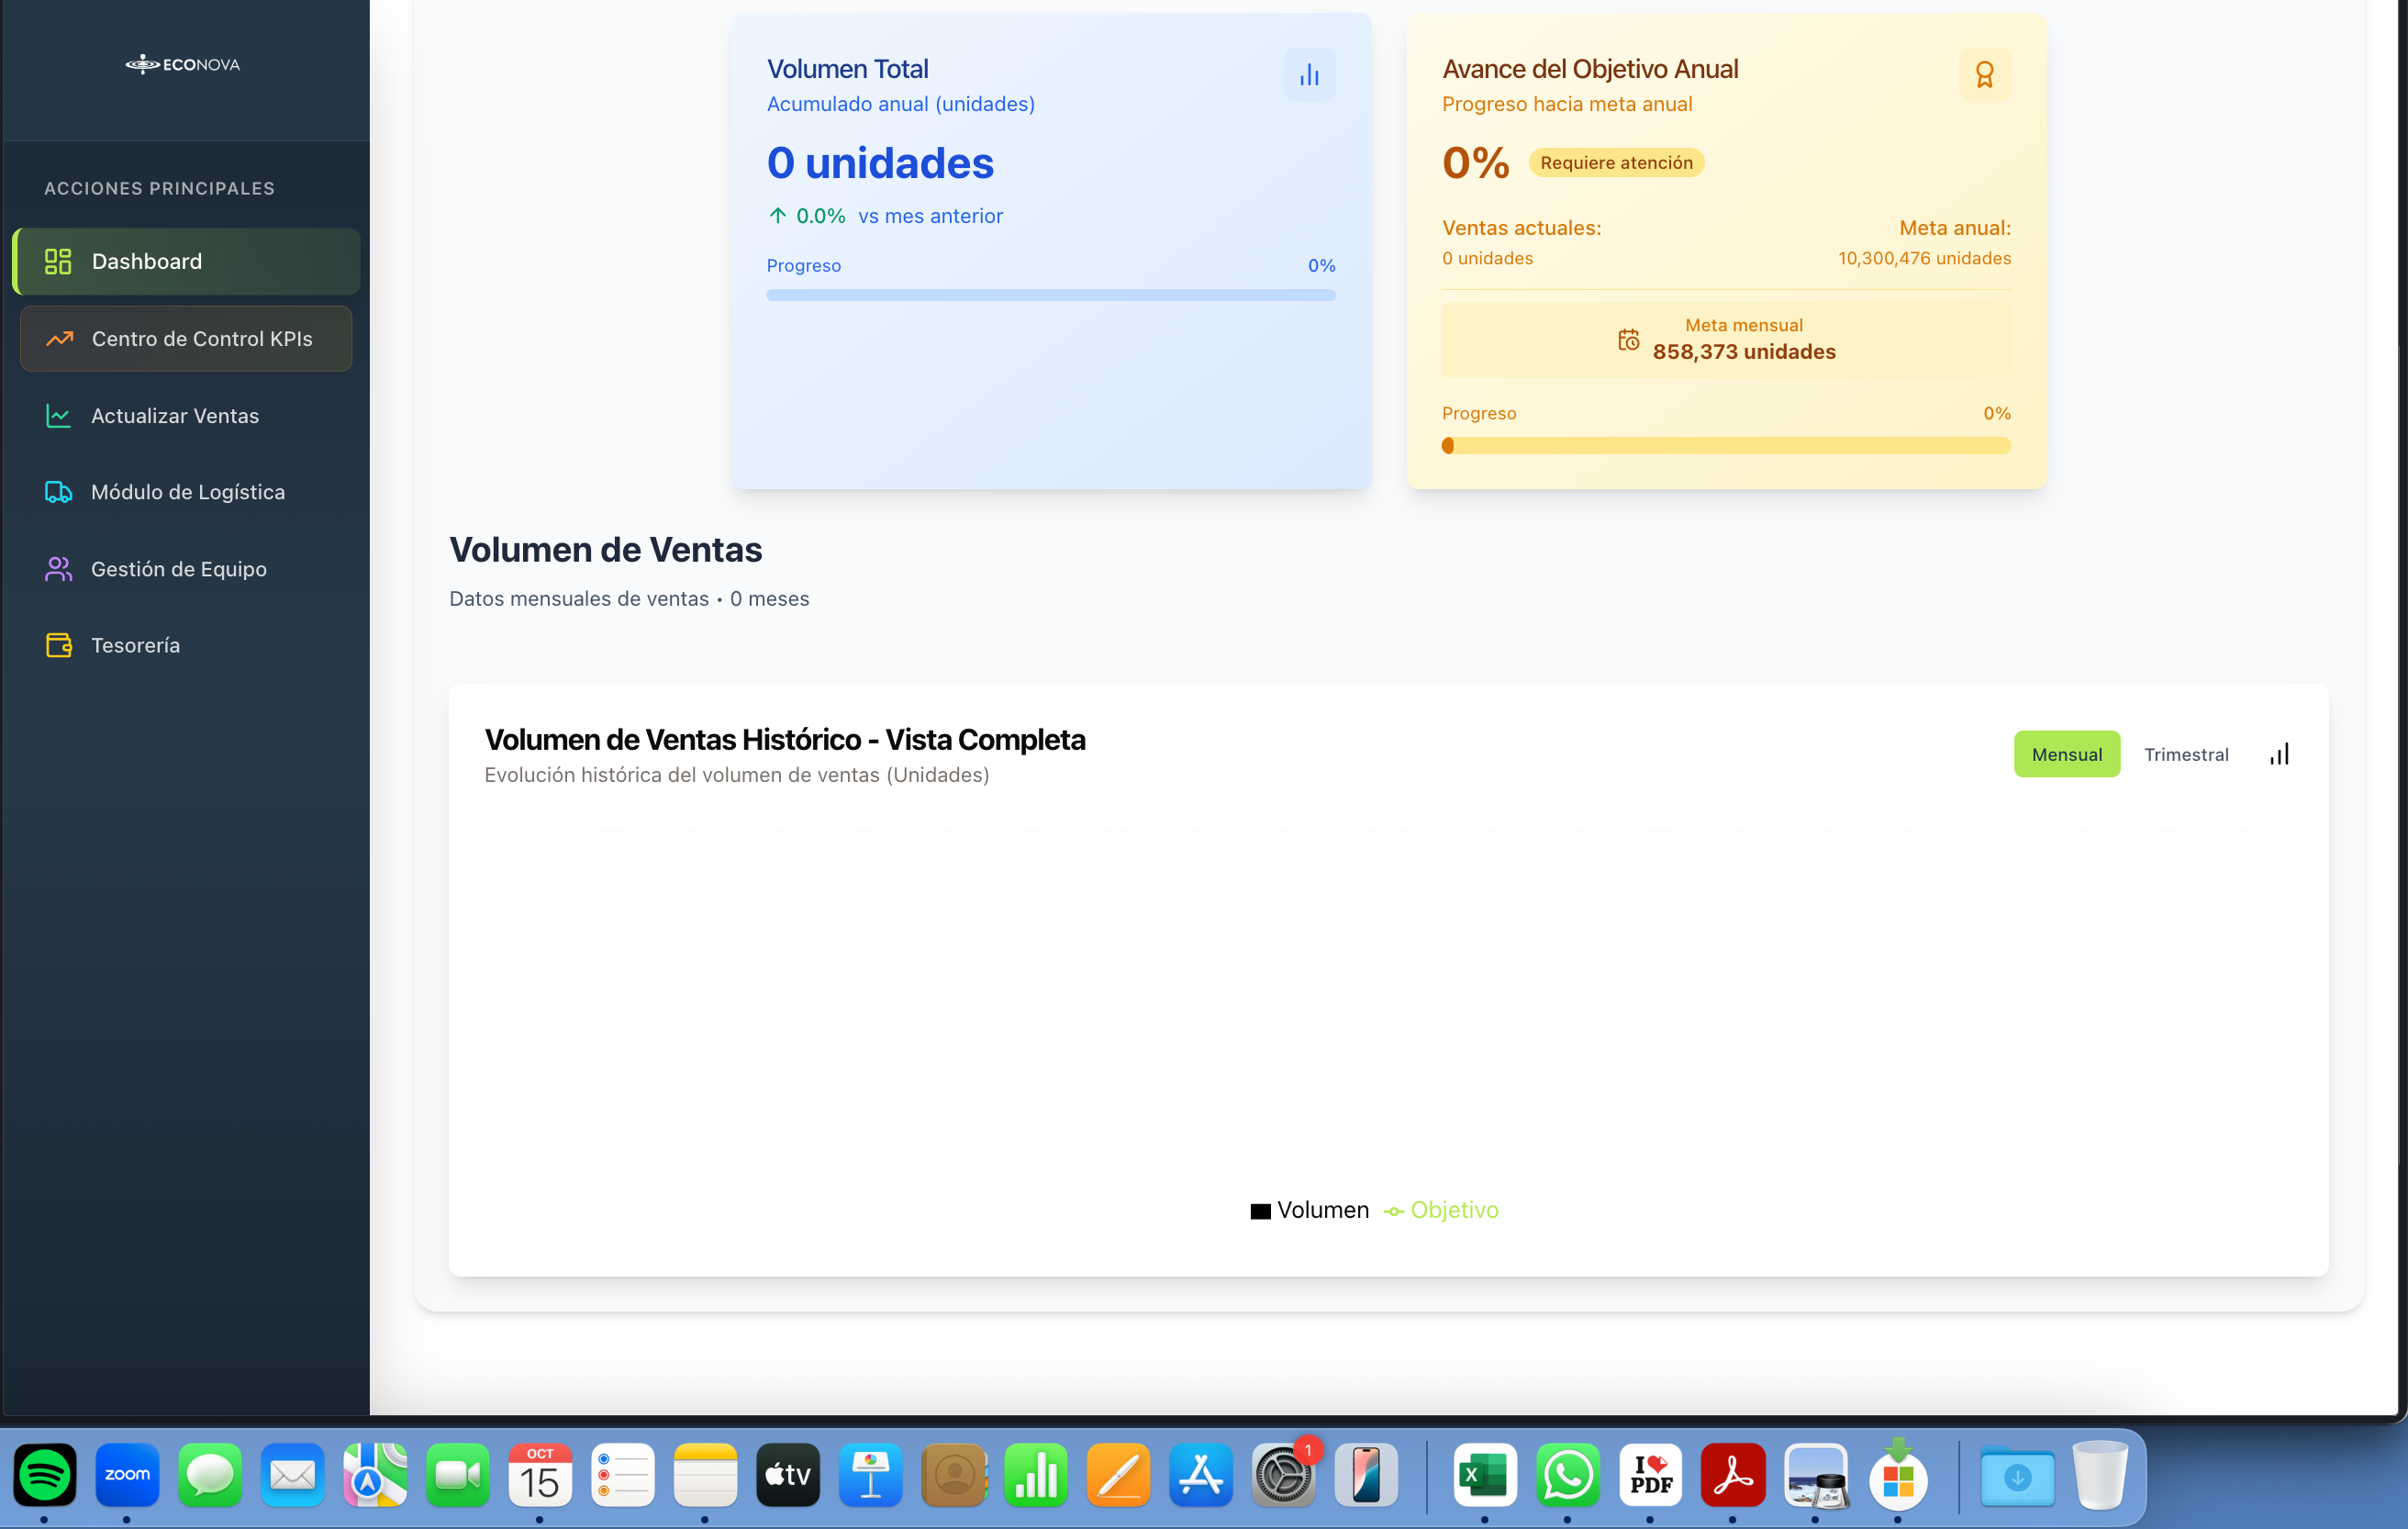 ECONOVA
ACCIONES PRINCIPALES
Dashboard
Centro de Control KPIs
Actualizar Ventas
Módulo de Logística
Gestión de Equipo
Tesorería
Volumen Total
Acumulado anual (unidades)
0 unidades
↑ 0.0% vs mes anterior
Progreso 0%
Avance del Objetivo Anual
Progreso hacia meta anual
0% Requiere atención
Ventas actuales: Meta anual:
0 unidades 10,300,476 unidades
Meta mensual
858,373 unidades
Progreso 0%
Volumen de Ventas
Datos mensuales de ventas • 0 meses
Volumen de Ventas Histórico - Vista Completa
Evolución histórica del volumen de ventas (Unidades)
Mensual Trimestral
Volumen Objetivo
zoom
OCT
15
tv
1
X
I❤PDF